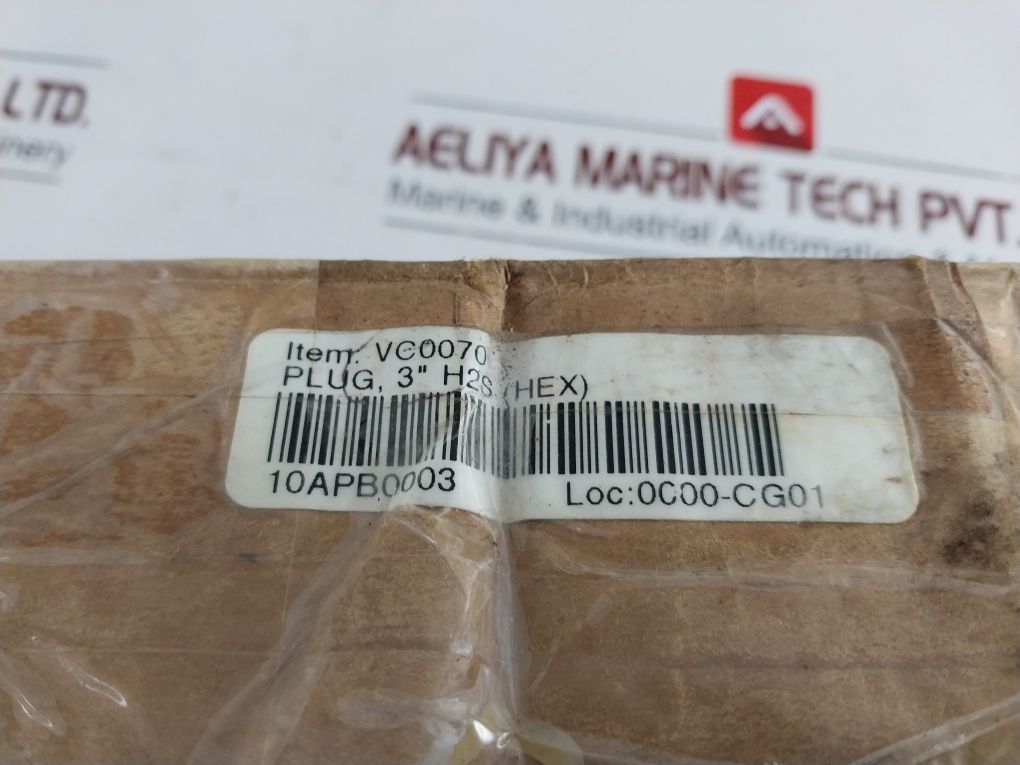 LTD.
AELIYA MARINE TECH PVT.
Marine & Industrial Automation &
Item: VC0070
PLUG, 3" H2S (HEX)
10APB0003
Loc:0C00-CG01